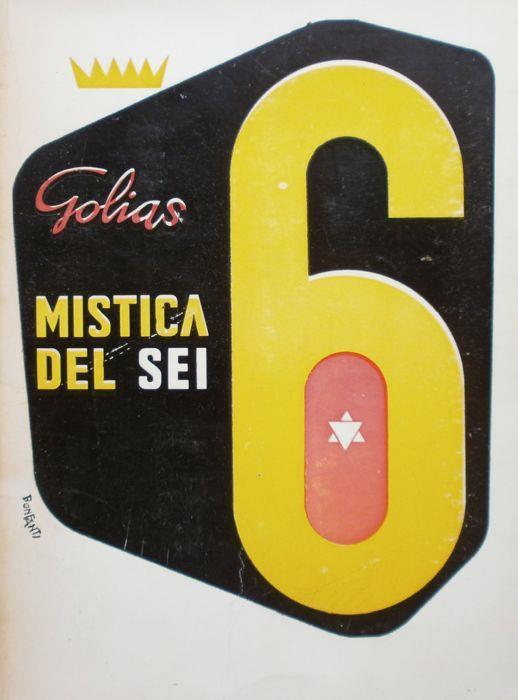 Golias
MISTICA
DEL SEI
6
BONFANTI